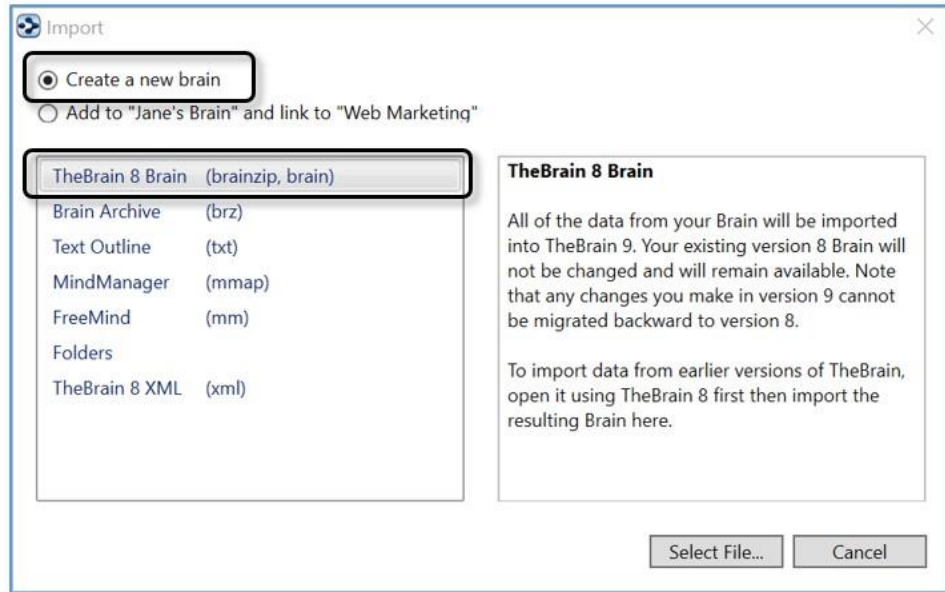 Import
Create a new brain
Add to "Jane's Brain" and link to "Web Marketing"
TheBrain 8 Brain (brainzip, brain)
Brain Archive (brz)
Text Outline (txt)
MindManager (mmap)
FreeMind (mm)
Folders
TheBrain 8 XML (xml)
TheBrain 8 Brain
All of the data from your Brain will be imported
into TheBrain 9. Your existing version 8 Brain will
not be changed and will remain available. Note
that any changes you make in version 9 cannot
be migrated backward to version 8.
To import data from earlier versions of TheBrain,
open it using TheBrain 8 first then import the
resulting Brain here.
Select File...
Cancel